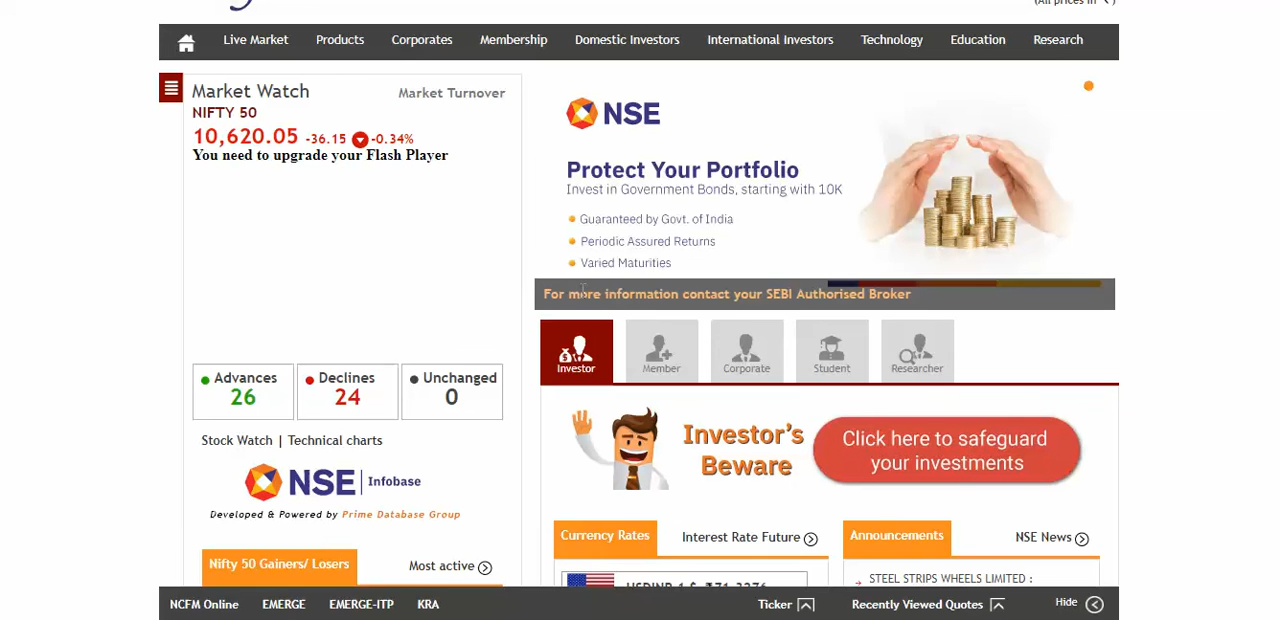 Live Market Products Corporates Membership Domestic Investors International Investors Technology Education Research
Market Watch
Market Turnover
NIFTY 50
10,620.05 -36.15 -0.34%
You need to upgrade your Flash Player
Advances
26
Declines
24
Unchanged
0
Stock Watch | Technical charts
NSE | Infobase
Developed & Powered by Prime Database Group
Nifty 50 Gainers/ Losers
Most active
NSE
Protect Your Portfolio
Invest in Government Bonds, starting with 10K
Guaranteed by Govt. of India
Periodic Assured Returns
Varied Maturities
For more information contact your SEBI Authorised Broker
Investor Member Corporate Student Researcher
Investor's
Beware
Click here to safeguard
your investments
Currency Rates
Interest Rate Future
Announcements
NSE News
STEEL STRIPS WHEELS LIMITED :
NCFM Online EMERGE EMERGE-ITP KRA
Ticker
Recently Viewed Quotes
Hide